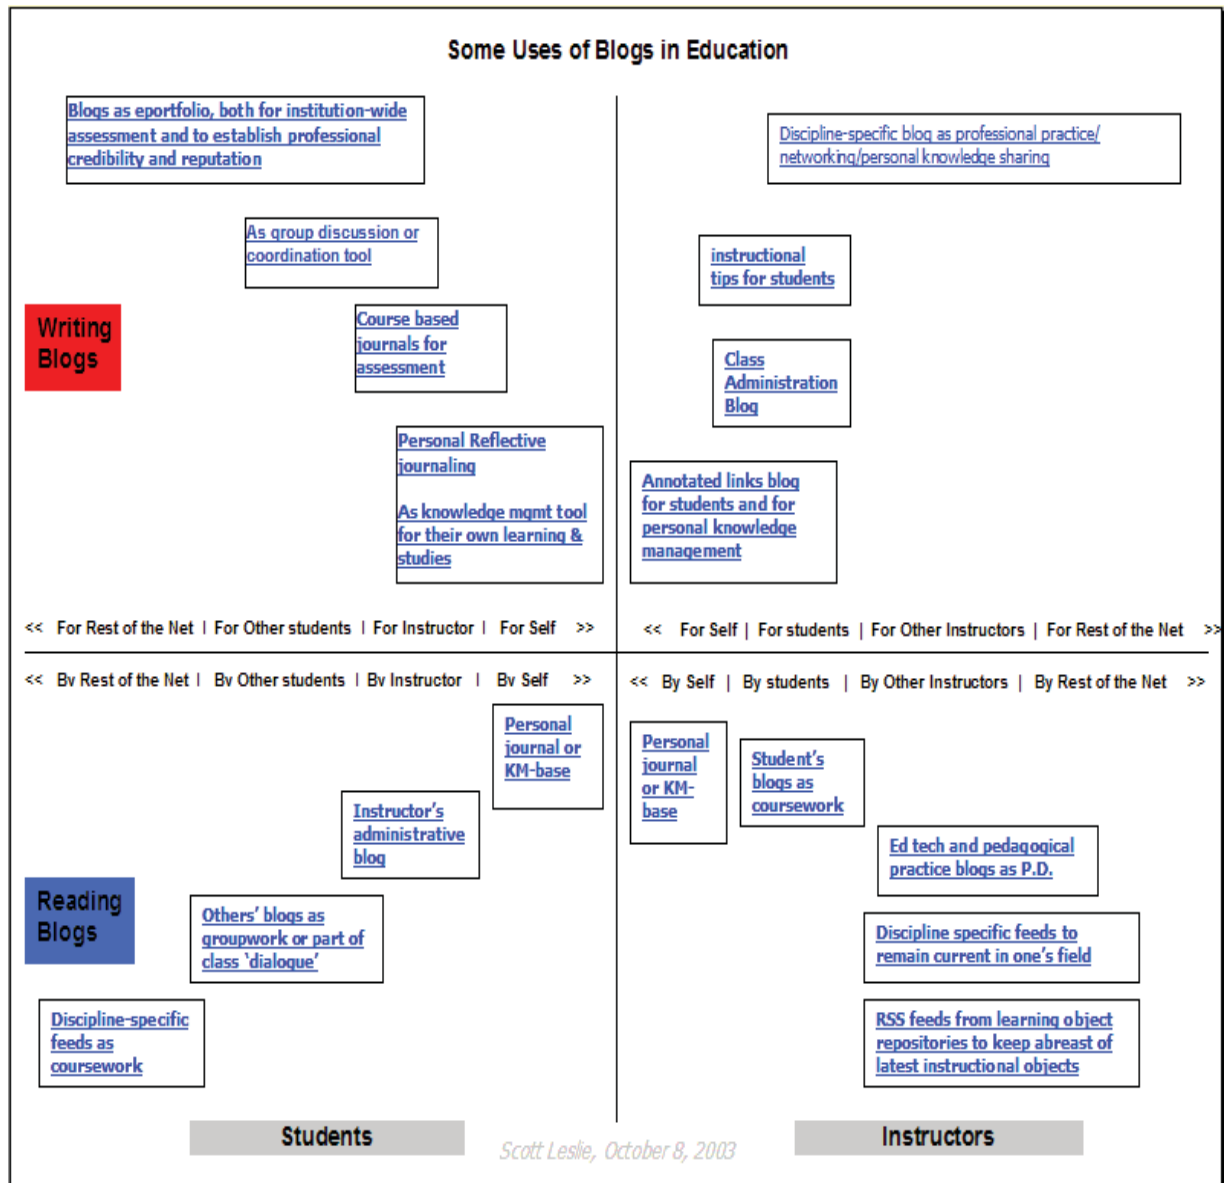 Some Uses of Blogs in Education
Blogs as eportfolio, both for institution-wide
assessment and to establish professional
credibility and reputation
Discipline-specific blog as professional practice/
networking/personal knowledge sharing
As group discussion or
coordination tool
instructional
tips for students
Writing
Blogs
Course based
journals for
assessment
Class
Administration
Blog
Personal Reflective
journaling
As knowledge mgmt tool
for their own learning &
studies
Annotated links blog
for students and for
personal knowledge
management
<< For Rest of the Net | For Other students | For Instructor | For Self >>
<< For Self | For students | For Other Instructors | For Rest of the Net >>
<< By Rest of the Net | By Other students | By Instructor | By Self >>
<< By Self | By students | By Other Instructors | By Rest of the Net >>
Personal
journal or
KM-base
Personal
journal
or KM-
base
Student's
blogs as
coursework
Instructor's
administrative
blog
Ed tech and pedagogical
practice blogs as P.D.
Reading
Blogs
Others' blogs as
groupwork or part of
class 'dialogue'
Discipline specific feeds to
remain current in one's field
Discipline-specific
feeds as
coursework
RSS feeds from learning object
repositories to keep abreast of
latest instructional objects
Students
Scott Leslie, October 8, 2003
Instructors